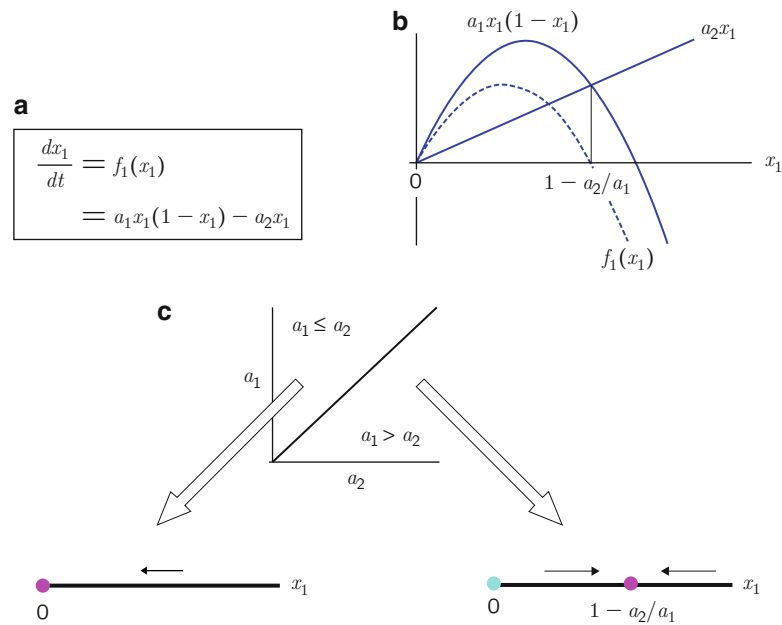 a
dx₁/dt = f₁(x₁)
= a₁x₁(1 − x₁) − a₂x₁
b
a₁x₁(1 − x₁)
a₂x₁
x₁
0
1 − a₂/a₁
f₁(x₁)
c
a₁ ≤ a₂
a₁
a₁ > a₂
a₂
x₁
0
x₁
0
1 − a₂/a₁